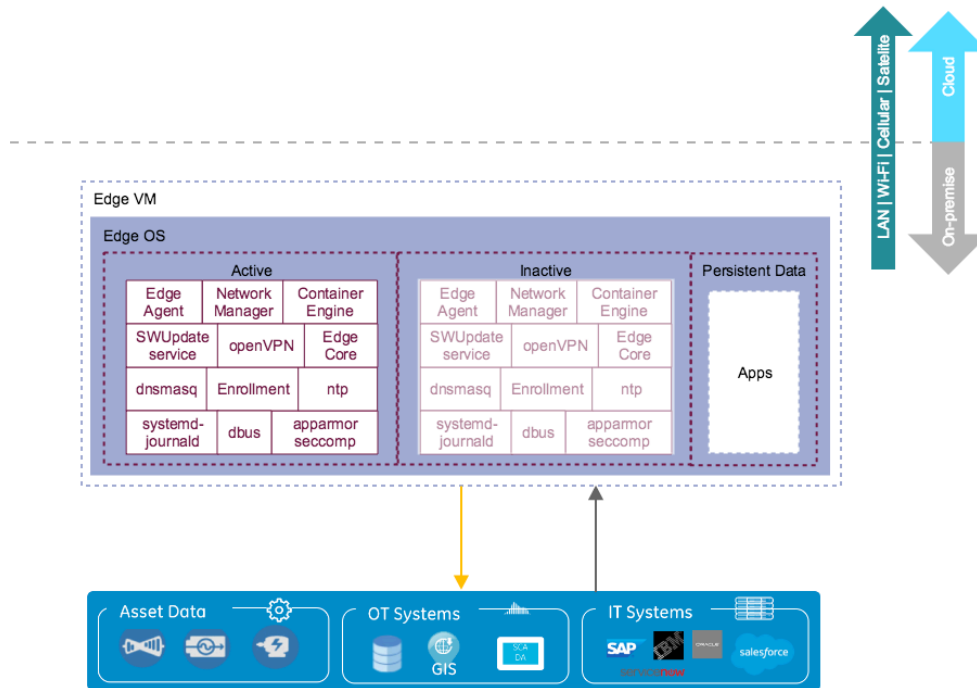 LAN | Wi-Fi | Cellular | Satelite
Cloud
On-premise
Edge VM
Edge OS
Active
Edge
Agent
Network
Manager
Container
Engine
SWUpdate
service
openVPN
Edge
Core
dnsmasq
Enrollment
ntp
systemd-
journald
dbus
apparmor
seccomp
Inactive
Edge
Agent
Network
Manager
Container
Engine
SWUpdate
service
openVPN
Edge
Core
dnsmasq
Enrollment
ntp
systemd-
journald
dbus
apparmor
seccomp
Persistent Data
Apps
Asset Data
OT Systems
GIS
SCA
DA
IT Systems
SAP
IBM
ORACLE
salesforce